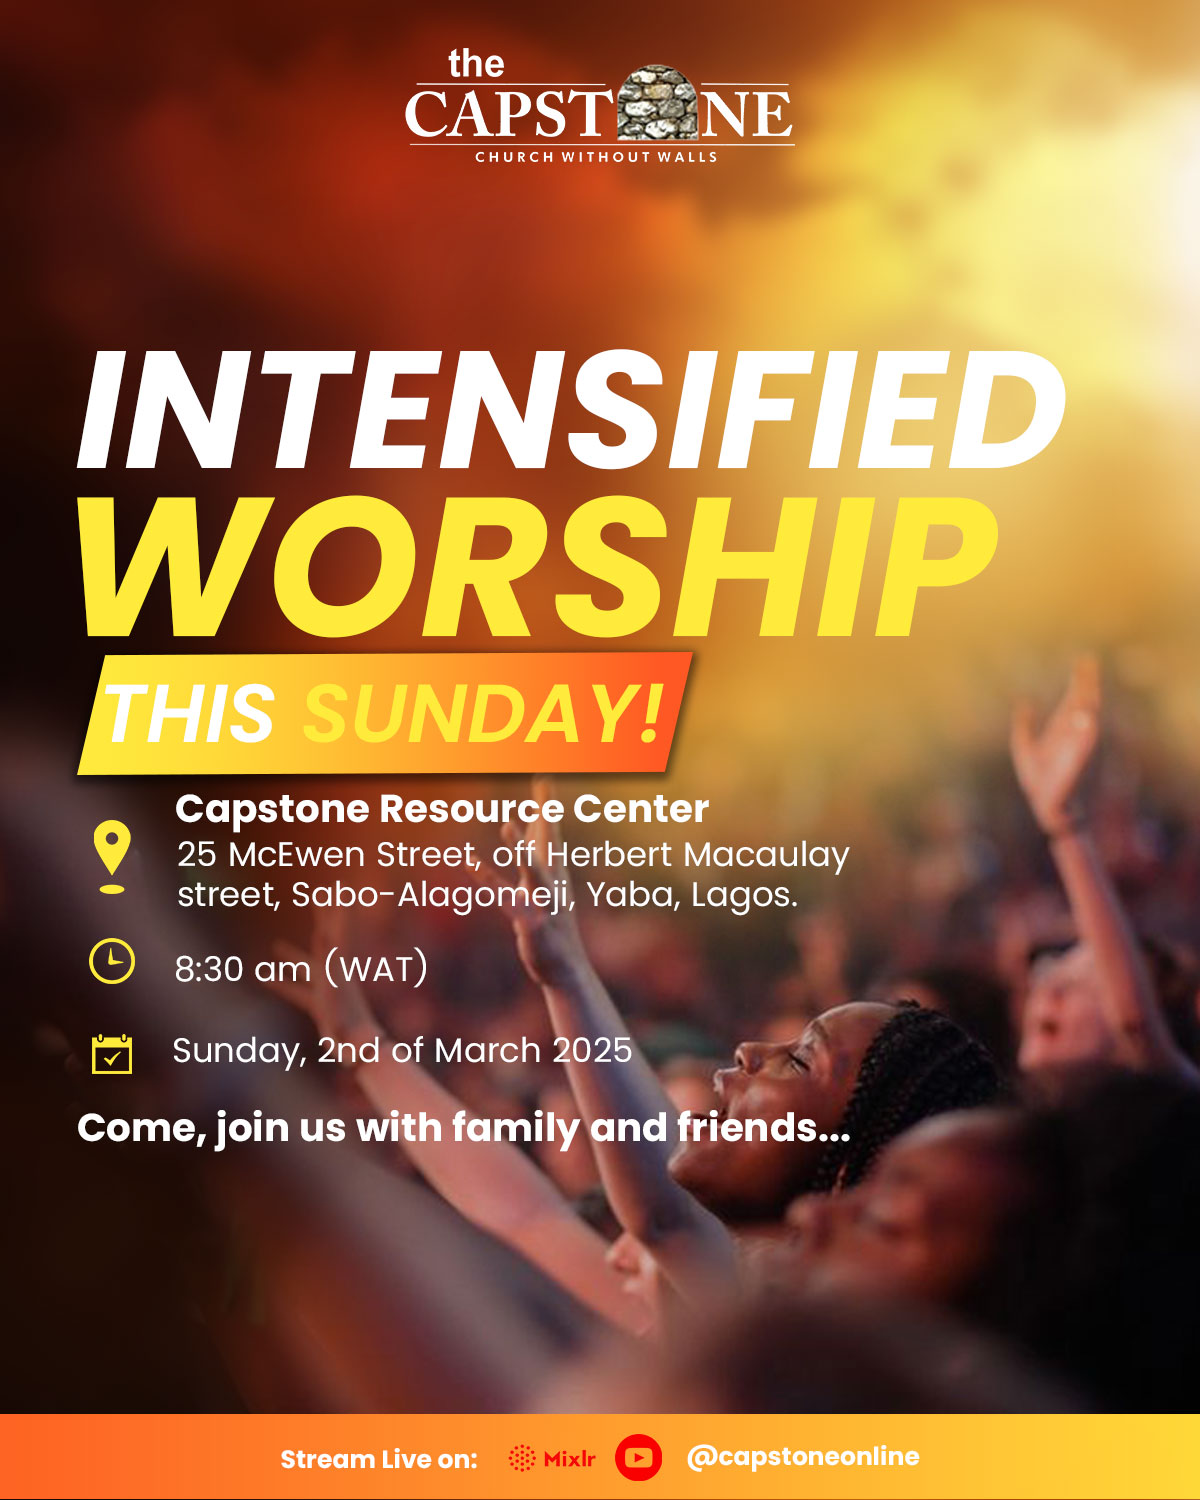 the
CAPSTONE
CHURCH WITHOUT WALLS
INTENSIFIED
WORSHIP
THIS SUNDAY!
Capstone Resource Center
25 McEwen Street, off Herbert Macaulay
street, Sabo-Alagomeji, Yaba, Lagos.
8:30 am (WAT)
Sunday, 2nd of March 2025
Come, join us with family and friends...
Stream Live on: Mixlr @capstoneonline